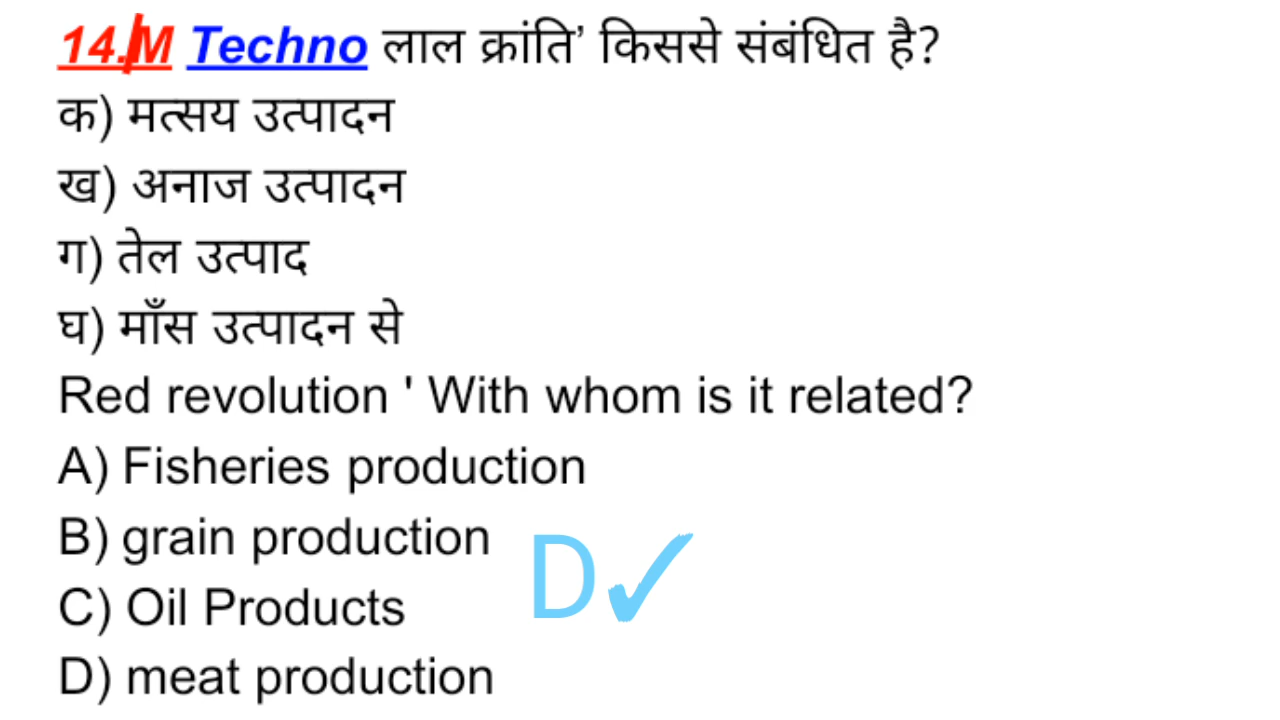 14.M Techno लाल क्रांति’ किससे संबंधित है?
क) मत्सय उत्पादन
ख) अनाज उत्पादन
ग) तेल उत्पाद
घ) माँस उत्पादन से
Red revolution ' With whom is it related?
A) Fisheries production
B) grain production
C) Oil Products
D) meat production
D✓